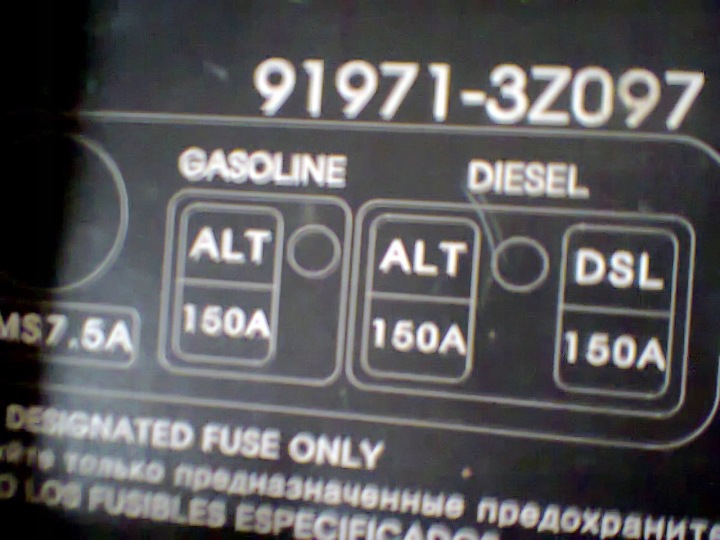 91971-3Z097
GASOLINE
DIESEL
ALT
ALT
DSL
MS7.5A
150A
150A
150A
DESIGNATED FUSE ONLY
только предназначенные предохраните
O LOS FUSIBLES ESPECIFICADOS